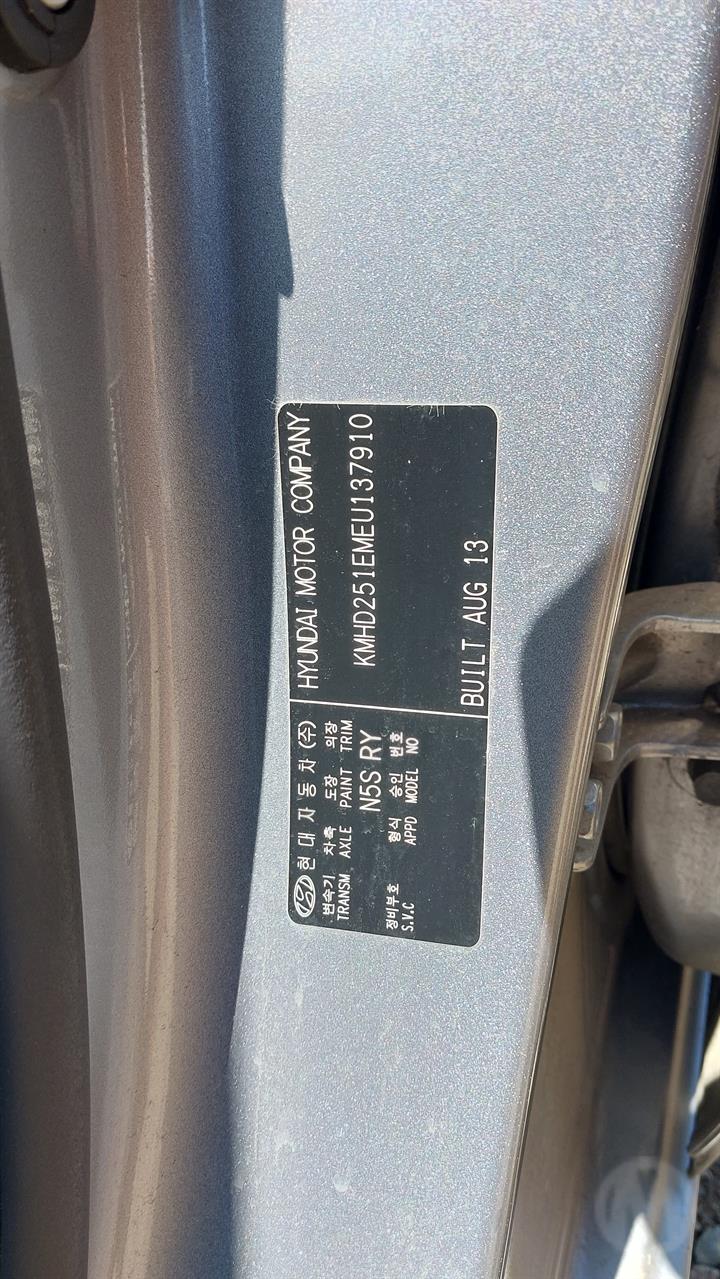 현대자동차(주) HYUNDAI MOTOR COMPANY
변속기 차축 도장 의장
TRANSM AXLE PAINT TRIM
KMHD251EMEU137910
N5S RY
정비부호 형식 승인 번호
S.V.C APPD MODEL NO
BUILT AUG 13